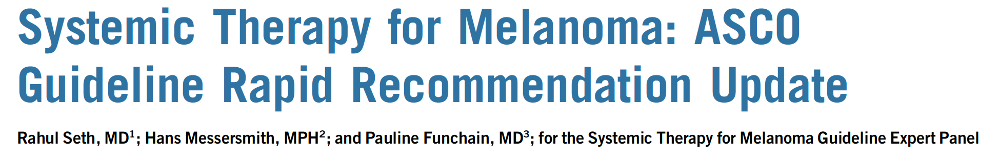 Systemic Therapy for Melanoma: ASCO
Guideline Rapid Recommendation Update
Rahul Seth, MD¹; Hans Messersmith, MPH²; and Pauline Funchain, MD³; for the Systemic Therapy for Melanoma Guideline Expert Panel